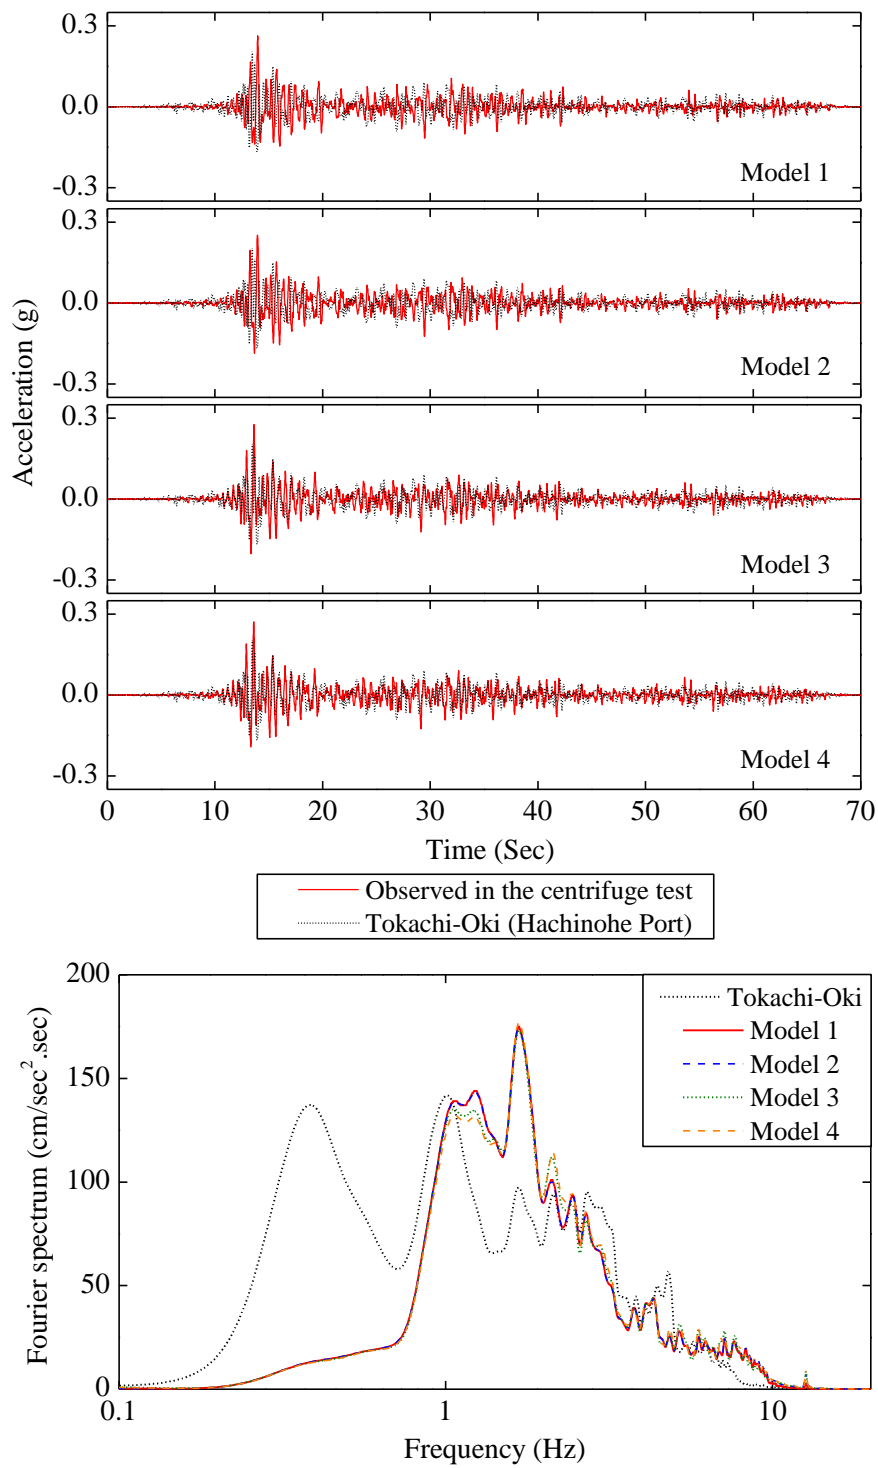 0.3
0.0
-0.3
Model 1
0.3
0.0
-0.3
Model 2
0.3
0.0
-0.3
Model 3
0.3
0.0
-0.3
Model 4
Acceleration (g)
0 10 20 30 40 50 60 70
Time (Sec)
Observed in the centrifuge test
Tokachi-Oki (Hachinohe Port)
200
150
100
50
0
Fourier spectrum (cm/sec².sec)
Tokachi-Oki
Model 1
Model 2
Model 3
Model 4
0.1 1 10
Frequency (Hz)